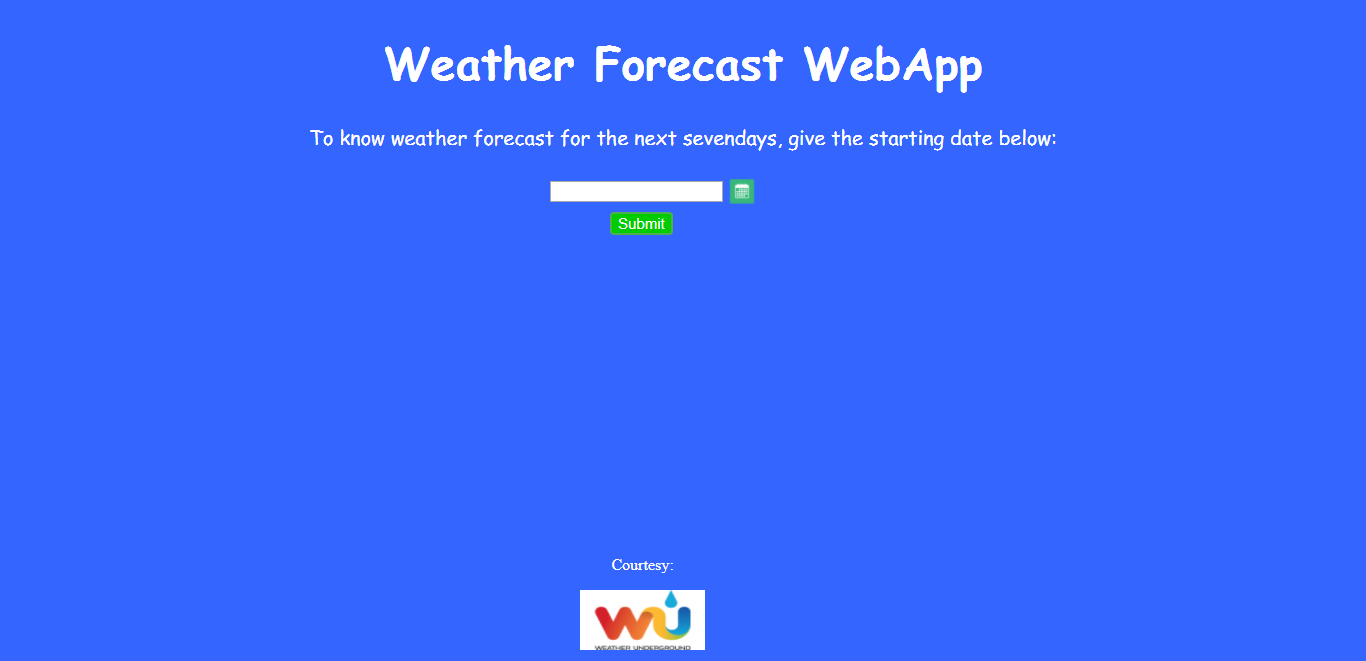 Weather Forecast WebApp
To know weather forecast for the next sevendays, give the starting date below:
Submit
Courtesy:
WU
WEATHER UNDERGROUND